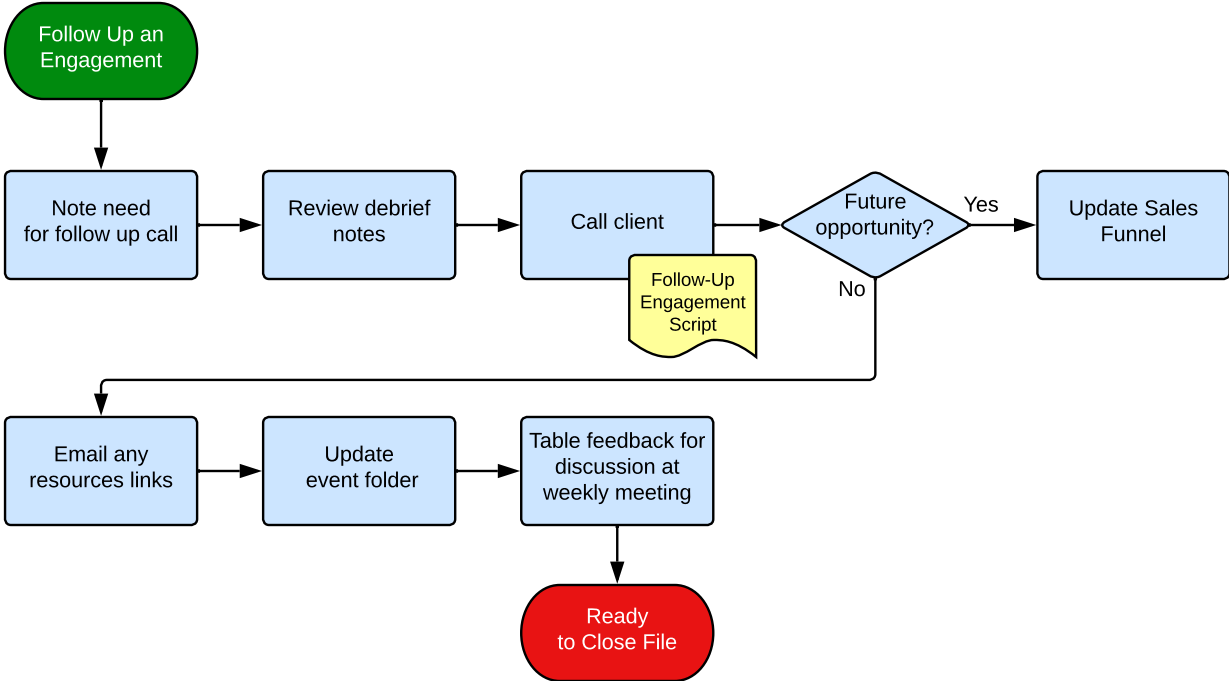 Follow Up an
Engagement
Note need
for follow up call
Review debrief
notes
Call client
Follow-Up
Engagement
Script
Future
opportunity?
Yes
No
Update Sales
Funnel
Email any
resources links
Update
event folder
Table feedback for
discussion at
weekly meeting
Ready
to Close File